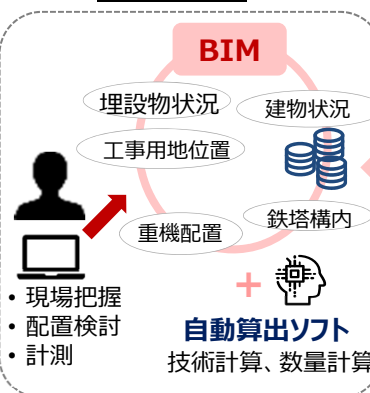 BIM
埋設物状況
建物状況
工事用地位置
重機配置
鉄塔構内
• 現場把握
• 配置検討
• 計測
+
自動算出ソフト
技術計算、数量計算